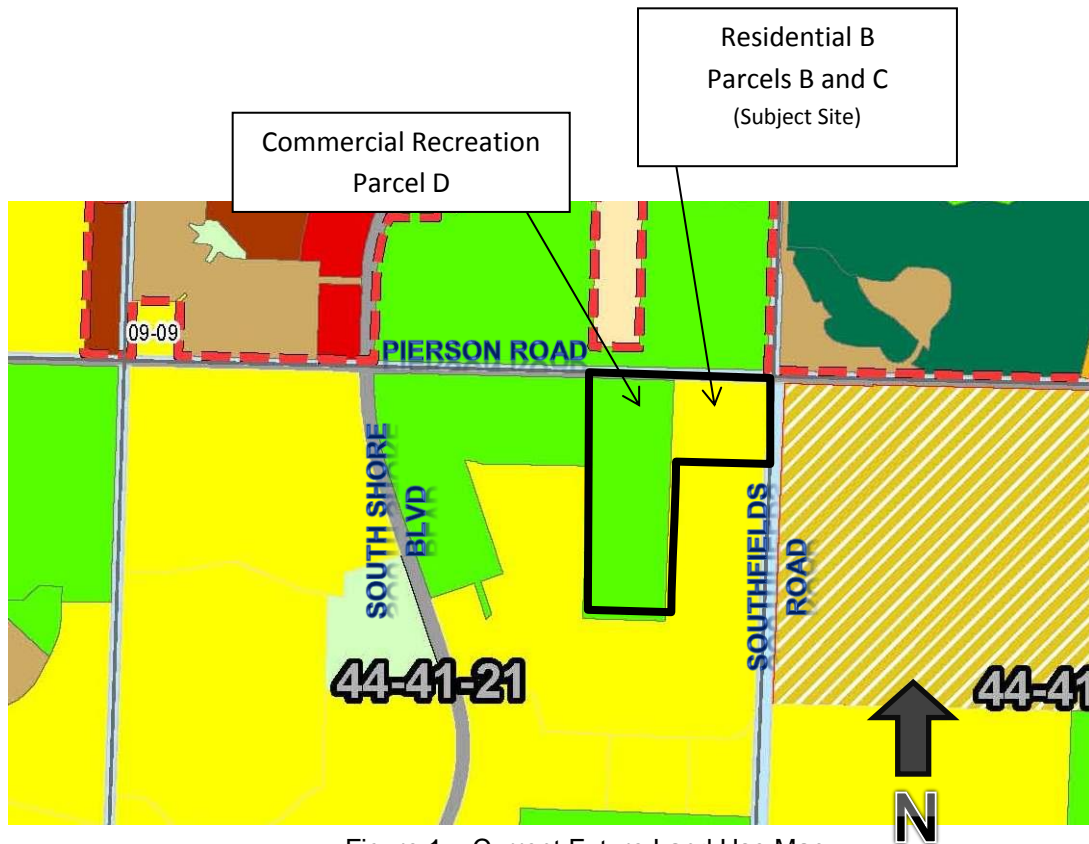 Residential B
Parcels B and C
(Subject Site)
Commercial Recreation
Parcel D
09-09
PIERSON ROAD
SOUTH SHORE
BLVD
SOUTHFIELDS
ROAD
44-41-21
44-41
N
Figure 1 – Current Future Land Use Map